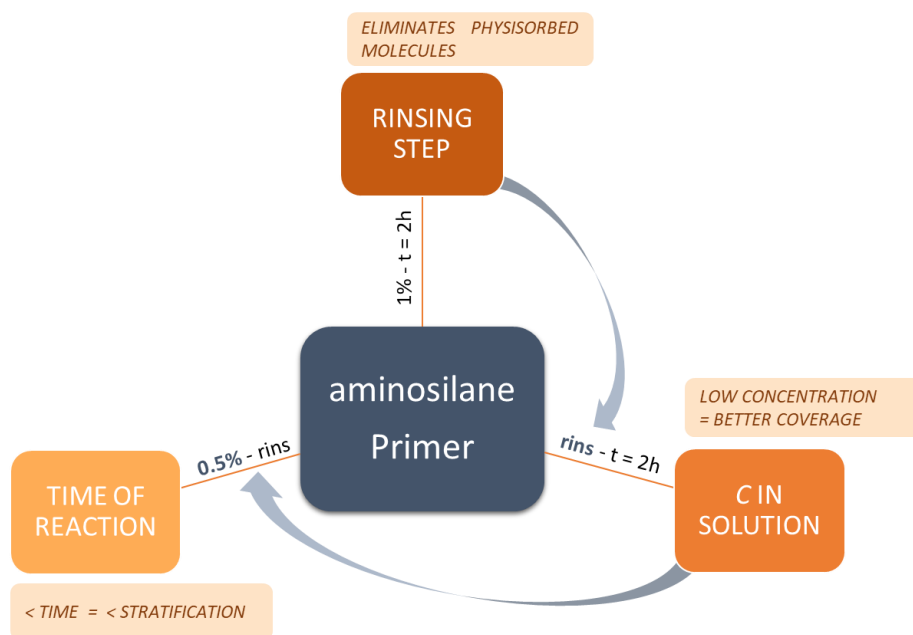 ELIMINATES PHYSISORBED
MOLECULES
RINSING
STEP
1% - t = 2h
aminosilane
Primer
LOW CONCENTRATION
= BETTER COVERAGE
rins - t = 2h
C IN
SOLUTION
0.5% - rins
TIME OF
REACTION
< TIME = < STRATIFICATION